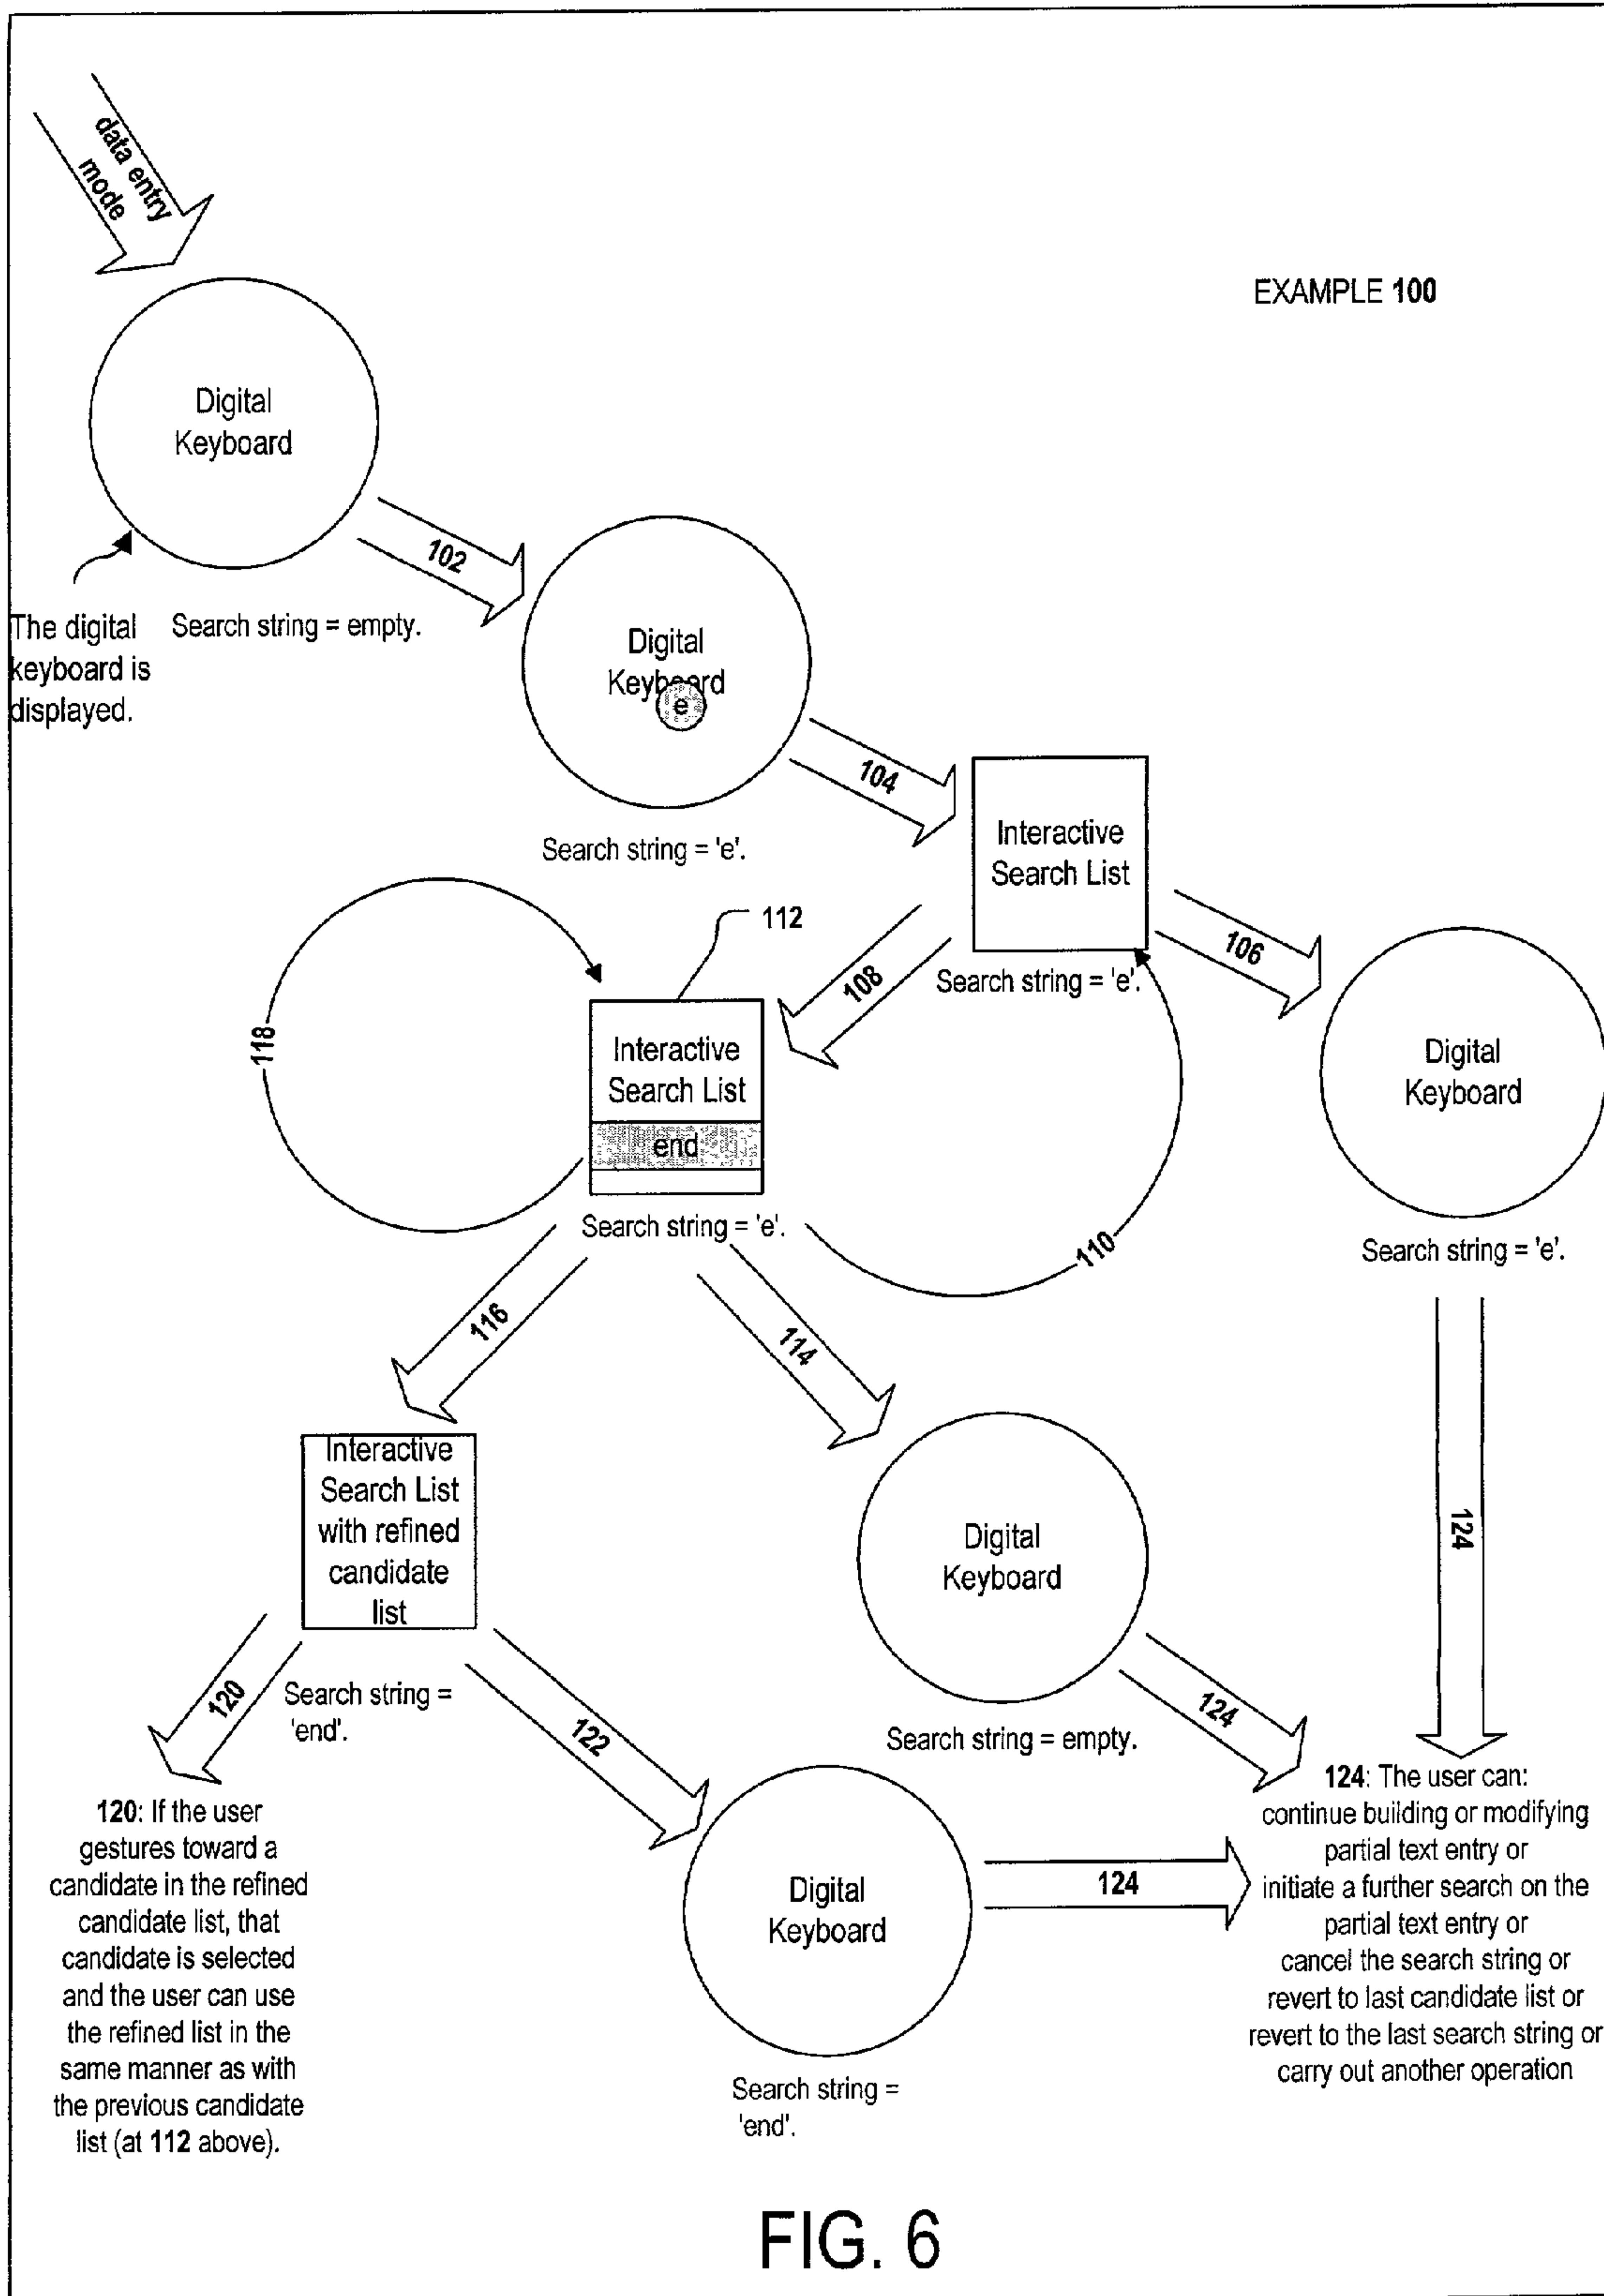 data entry
mode
EXAMPLE 100
Digital
Keyboard
102
The digital
keyboard is
displayed.
Search string = empty.
Digital
Keyboard
e
104
Search string = 'e'.
Interactive
Search List
112
108
Search string = 'e'.
106
118
Interactive
Search List
end
Digital
Keyboard
Search string = 'e'.
110
Search string = 'e'.
116
114
Interactive
Search List
with refined
candidate
list
Digital
Keyboard
124
120
Search string =
'end'.
122
124
Search string = empty.
120: If the user
gestures toward a
candidate in the refined
candidate list, that
candidate is selected
and the user can use
the refined list in the
same manner as with
the previous candidate
list (at 112 above).
Digital
Keyboard
124
Search string =
'end'.
124: The user can:
continue building or modifying
partial text entry or
initiate a further search on the
partial text entry or
cancel the search string or
revert to last candidate list or
revert to the last search string or
carry out another operation
FIG. 6